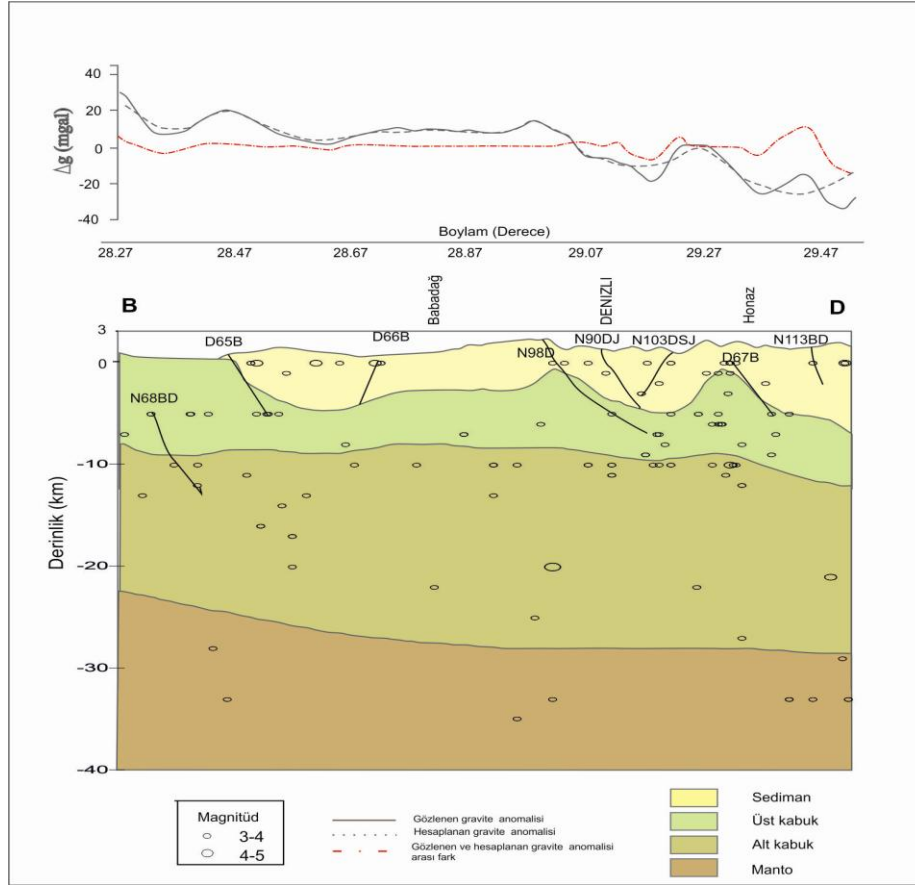 40
20
0
-20
-40
Δg (mgal)
Boylam (Derece)
28.27 28.47 28.67 28.87 29.07 29.27 29.47
Babadağ
DENIZLI
Honaz
B D
3
0
-10
-20
-30
-40
Derinlik (km)
D65B D66B N98D N90DJ N103DSJ D67B N113BD
N68BD
Magnitüd
3-4
4-5
Gözlenen gravite anomalisi
Hesaplanan gravite anomalisi
Gözlenen ve hesaplanan gravite anomalisi
arası fark
Sediman
Üst kabuk
Alt kabuk
Manto